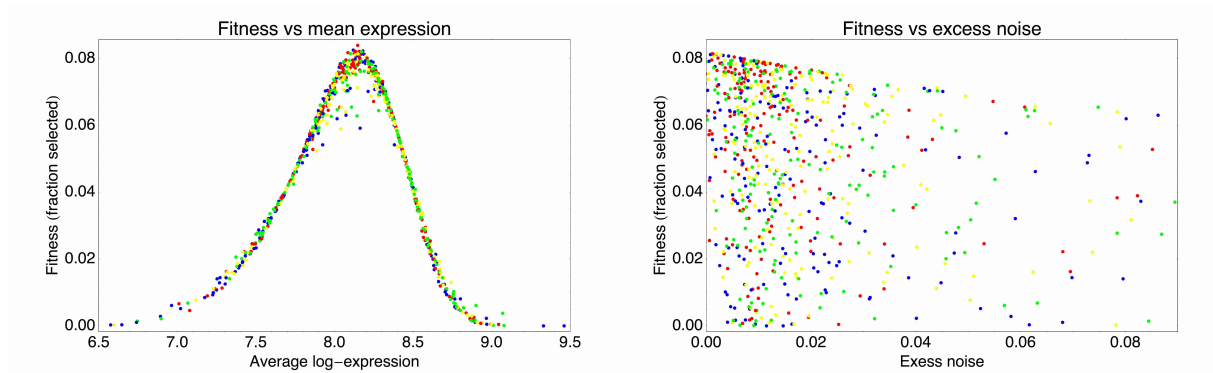 Fitness vs mean expression
Fitness (fraction selected)
0.08
0.06
0.04
0.02
0.00
6.5 7.0 7.5 8.0 8.5 9.0 9.5
Average log−expression
Fitness vs excess noise
Fitness (fraction selected)
0.08
0.06
0.04
0.02
0.00
0.00 0.02 0.04 0.06 0.08
Exess noise